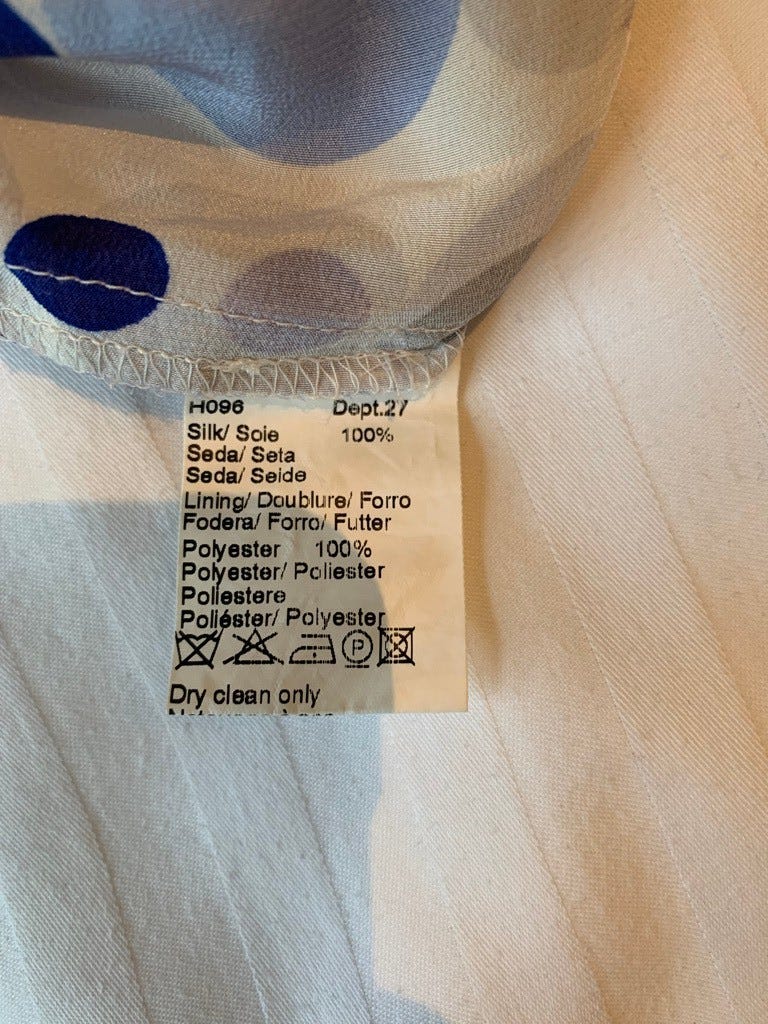 H096 Dept.27
Silk/ Soie 100%
Seda/ Seta
Seda/ Seide
Lining/ Doublure/ Forro
Fodera/ Forro/ Futter
Polyester 100%
Polyester/ Poliester
Poliestere
Poliéster/ Polyester
P
Dry clean only